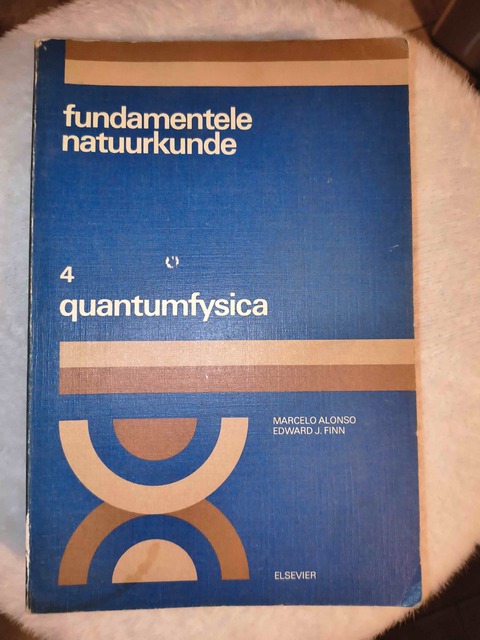 fundamentele
natuurkunde
4
quantumfysica
MARCELO ALONSO
EDWARD J. FINN
ELSEVIER